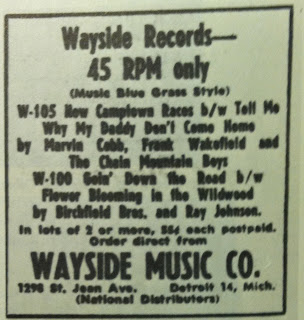 Wayside Records—
45 RPM only
(Music Blue Grass Style)
W-105 New Camptown Races b/w Tell Me
Why My Daddy Don't Come Home
by Marvin Cobb, Frank Wakefield and
The Chain Mountain Boys
W-100 Goin' Down the Road b/w
Flower Blooming in the Wildwood
by Birchfield Bros. and Ray Johnson.
In lots of 2 or more, 55¢ each postpaid.
Order direct from
WAYSIDE MUSIC CO.
1298 St. Jean Ave. Detroit 14, Mich.
(National Distributors)